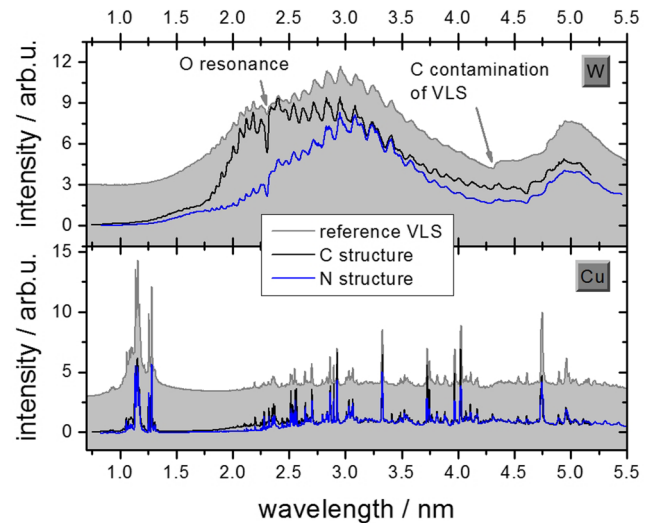 1.0 1.5 2.0 2.5 3.0 3.5 4.0 4.5 5.0 5.5
intensity / arb.u.
12
9
6
3
0
O resonance
C contamination
of VLS
W
reference VLS
C structure
N structure
intensity / arb.u.
15
10
5
0
Cu
1.0 1.5 2.0 2.5 3.0 3.5 4.0 4.5 5.0 5.5
wavelength / nm